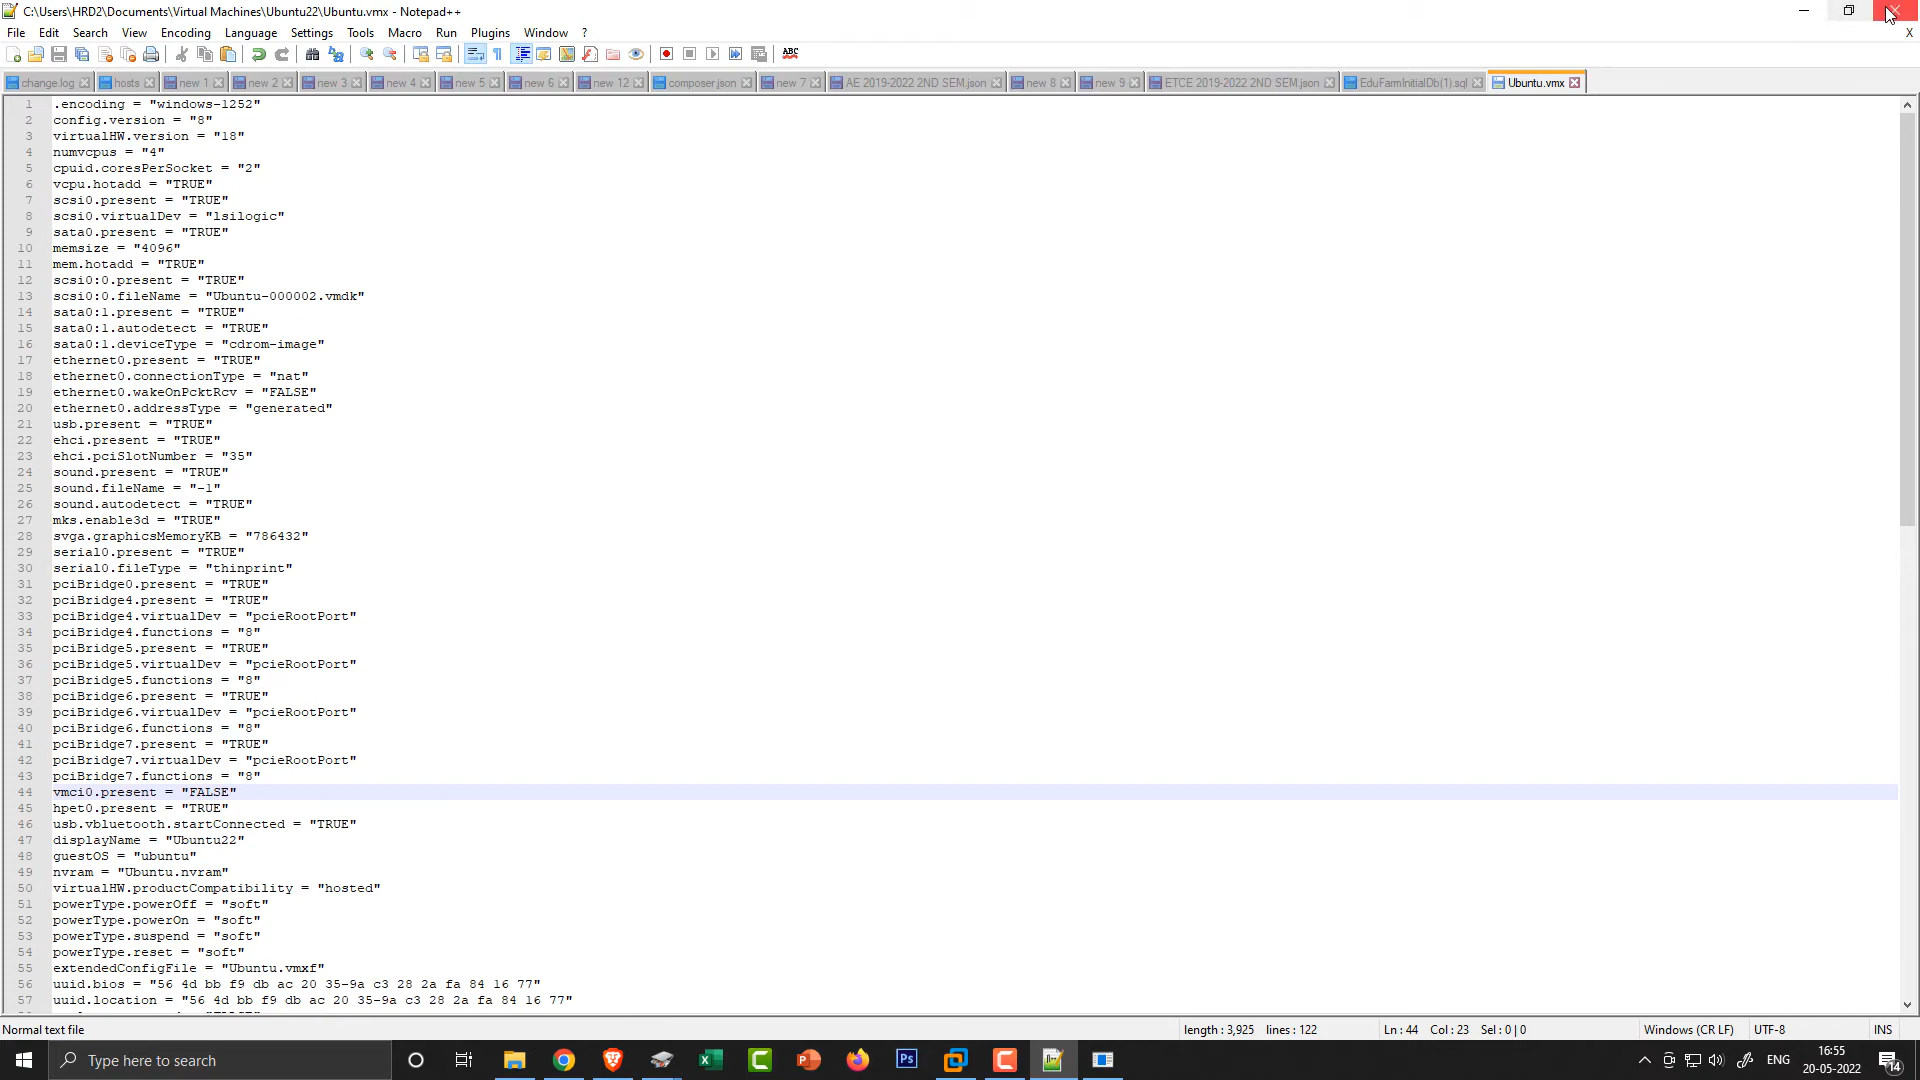 C:\Users\HRD2\Documents\Virtual Machines\Ubuntu22\Ubuntu.vmx - Notepad++
File Edit Search View Encoding Language Settings Tools Macro Run Plugins Window ? X
ABC
change.log hosts new 1 new 2 new 3 new 4 new 5 new 6 new 12 composer.json new 7 AE 2019-2022 2ND SEM.json new 8 new 9 ETCE 2019-2022 2ND SEM.json EduFarmInitialDb(1).sql Ubuntu.vmx
1 .encoding = "windows-1252"
2 config.version = "8"
3 virtualHW.version = "18"
4 numvcpus = "4"
5 cpuid.coresPerSocket = "2"
6 vcpu.hotadd = "TRUE"
7 scsi0.present = "TRUE"
8 scsi0.virtualDev = "lsilogic"
9 sata0.present = "TRUE"
10 memsize = "4096"
11 mem.hotadd = "TRUE"
12 scsi0:0.present = "TRUE"
13 scsi0:0.fileName = "Ubuntu-000002.vmdk"
14 sata0:1.present = "TRUE"
15 sata0:1.autodetect = "TRUE"
16 sata0:1.deviceType = "cdrom-image"
17 ethernet0.present = "TRUE"
18 ethernet0.connectionType = "nat"
19 ethernet0.wakeOnPcktRcv = "FALSE"
20 ethernet0.addressType = "generated"
21 usb.present = "TRUE"
22 ehci.present = "TRUE"
23 ehci.pciSlotNumber = "35"
24 sound.present = "TRUE"
25 sound.fileName = "-1"
26 sound.autodetect = "TRUE"
27 mks.enable3d = "TRUE"
28 svga.graphicsMemoryKB = "786432"
29 serial0.present = "TRUE"
30 serial0.fileType = "thinprint"
31 pciBridge0.present = "TRUE"
32 pciBridge4.present = "TRUE"
33 pciBridge4.virtualDev = "pcieRootPort"
34 pciBridge4.functions = "8"
35 pciBridge5.present = "TRUE"
36 pciBridge5.virtualDev = "pcieRootPort"
37 pciBridge5.functions = "8"
38 pciBridge6.present = "TRUE"
39 pciBridge6.virtualDev = "pcieRootPort"
40 pciBridge6.functions = "8"
41 pciBridge7.present = "TRUE"
42 pciBridge7.virtualDev = "pcieRootPort"
43 pciBridge7.functions = "8"
44 vmci0.present = "FALSE"
45 hpet0.present = "TRUE"
46 usb.vbluetooth.startConnected = "TRUE"
47 displayName = "Ubuntu22"
48 guestOS = "ubuntu"
49 nvram = "Ubuntu.nvram"
50 virtualHW.productCompatibility = "hosted"
51 powerType.powerOff = "soft"
52 powerType.powerOn = "soft"
53 powerType.suspend = "soft"
54 powerType.reset = "soft"
55 extendedConfigFile = "Ubuntu.vmxf"
56 uuid.bios = "56 4d bb f9 db ac 20 35-9a c3 28 2a fa 84 16 77"
57 uuid.location = "56 4d bb f9 db ac 20 35-9a c3 28 2a fa 84 16 77"
Normal text file length : 3,925 lines : 122 Ln : 44 Col : 23 Sel : 0 | 0 Windows (CR LF) UTF-8 INS
Type here to search ENG 16:55
20-05-2022 14